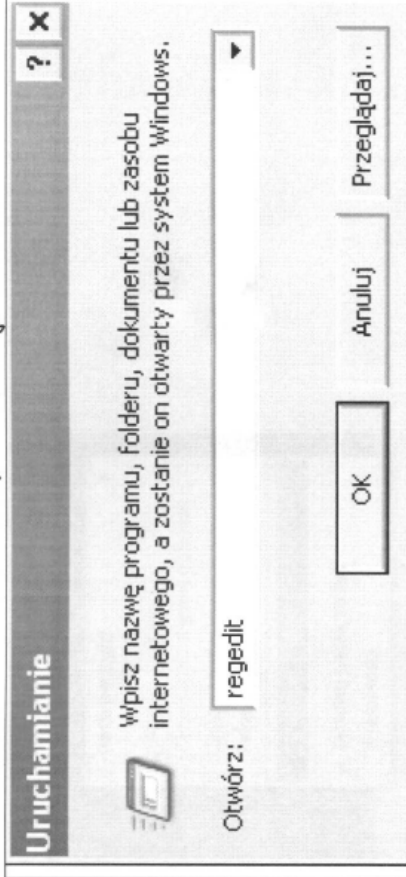 Uruchamianie
Wpisz nazwę programu, folderu, dokumentu lub zasobu
internetowego, a zostanie on otwarty przez system Windows.
Otwórz: regedit
OK Anuluj Przeglądaj...